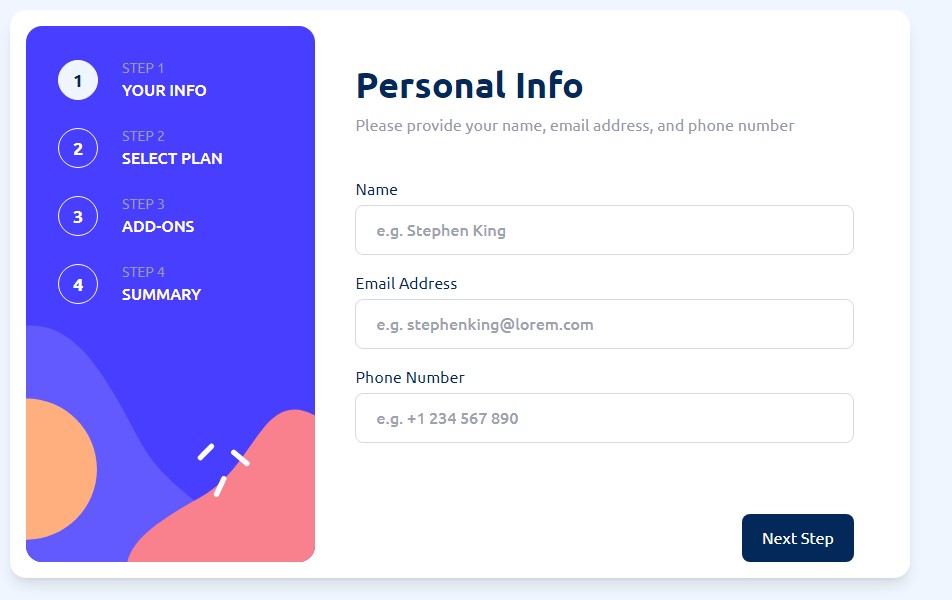 1
STEP 1
YOUR INFO
2
STEP 2
SELECT PLAN
3
STEP 3
ADD-ONS
4
STEP 4
SUMMARY
Personal Info
Please provide your name, email address, and phone number
Name
e.g. Stephen King
Email Address
e.g. stephenking@lorem.com
Phone Number
e.g. +1 234 567 890
Next Step